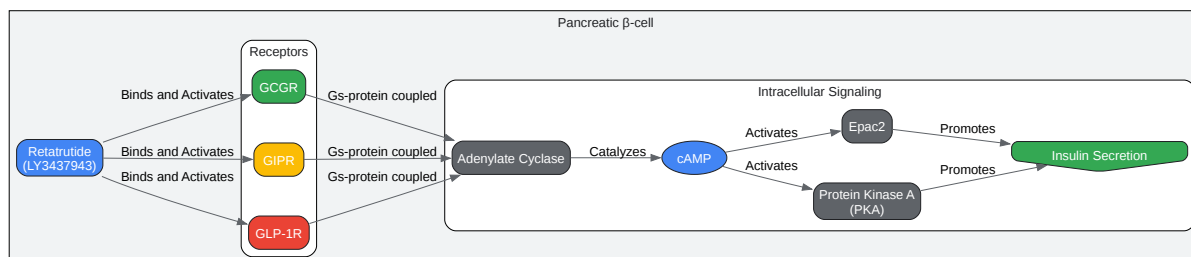 Pancreatic β-cell
Receptors
GCGR
Binds and Activates
Gs-protein coupled
Intracellular Signaling
Epac2
Activates
Promotes
Retatrutide
(LY3437943)
Binds and Activates
GIPR
Gs-protein coupled
Adenylate Cyclase
Catalyzes
cAMP
Insulin Secretion
Activates
Promotes
Binds and Activates
Gs-protein coupled
Protein Kinase A
(PKA)
GLP-1R